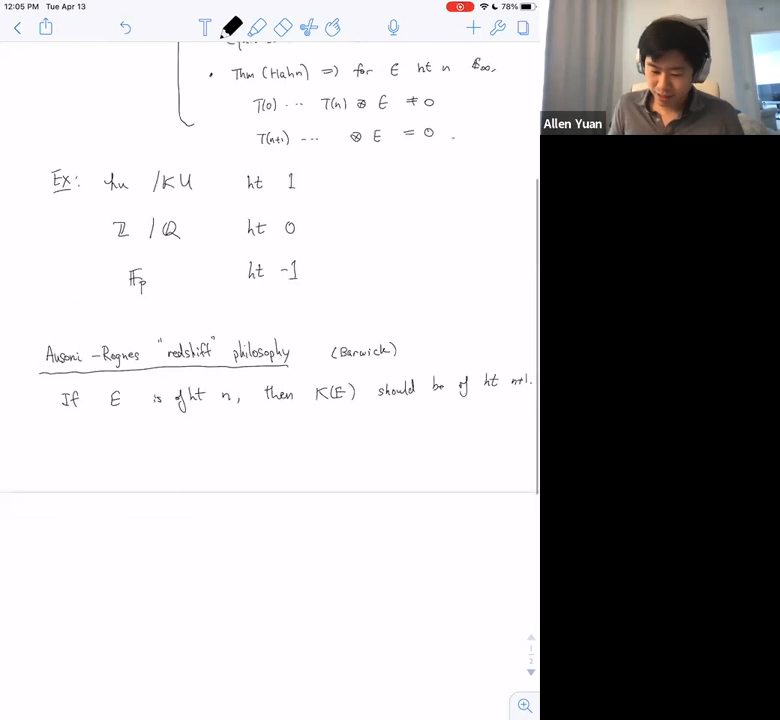 12:05 PM Tue Apr 13
78%
• Thm (Hahn) ⇒ for E ht n E∞,
T(0) ... T(n) ⊗ E ≠ 0
T(n+1) ... ⊗ E = 0 .
Allen Yuan
Ex: ku / KU ht 1
ℤ / ℚ ht 0
𝔽p ht -1
Ausoni - Rognes "redshift" philosophy (Barwick)
If E is of ht n, then K(E) should be of ht n+1.
1
2